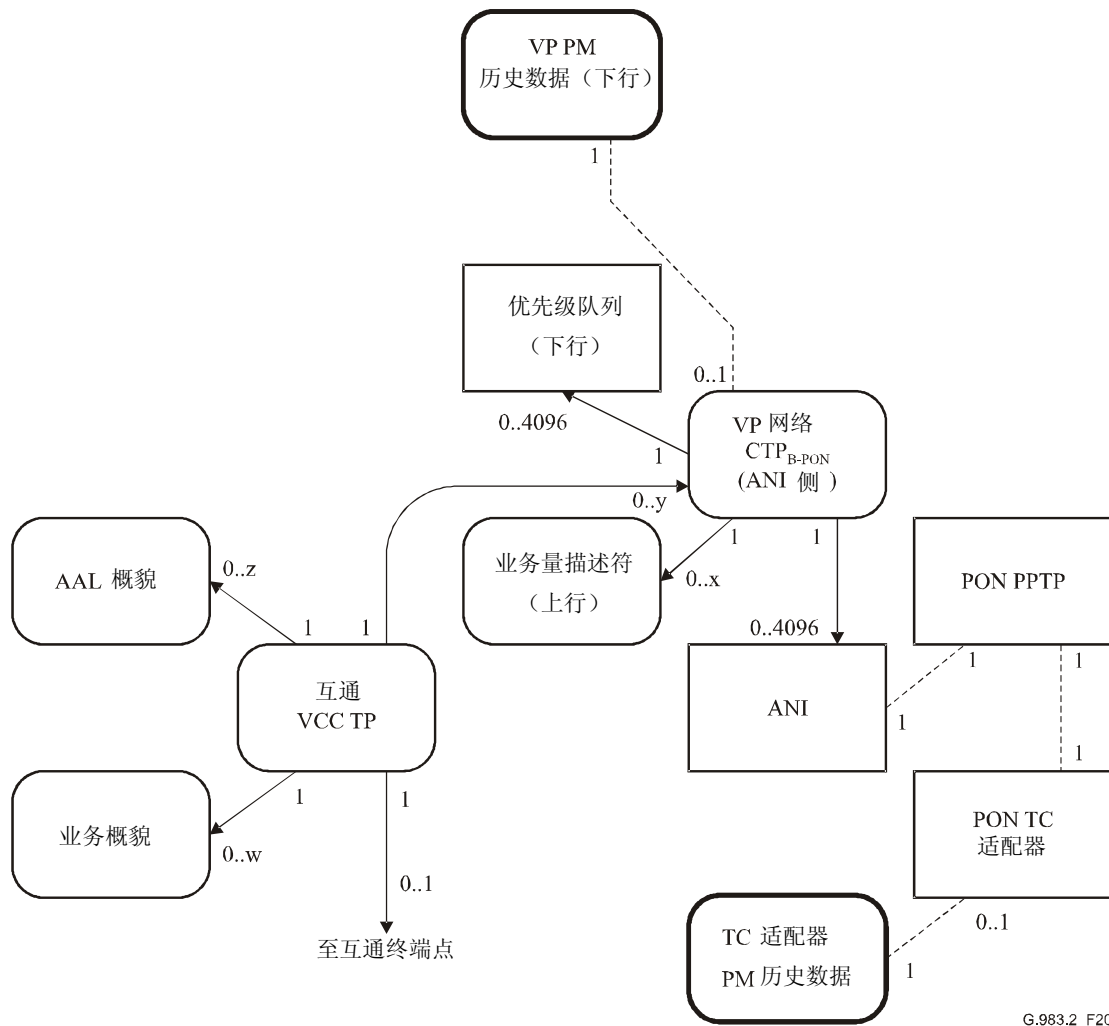 VP PM
历史数据（下行）
1
优先级队列
（下行）
0..1
0..4096
1
VP 网络
CTPB-PON
(ANI 侧 )
0..y
AAL 概貌
0..z
1
1
业务量描述符
（上行）
0..x
1
1
0..4096
PON PPTP
1
1
互通
VCC TP
ANI
1
1
业务概貌
0..w
1
1
0..1
至互通终端点
PON TC
适配器
0..1
TC 适配器
PM 历史数据
1
G.983.2_F20